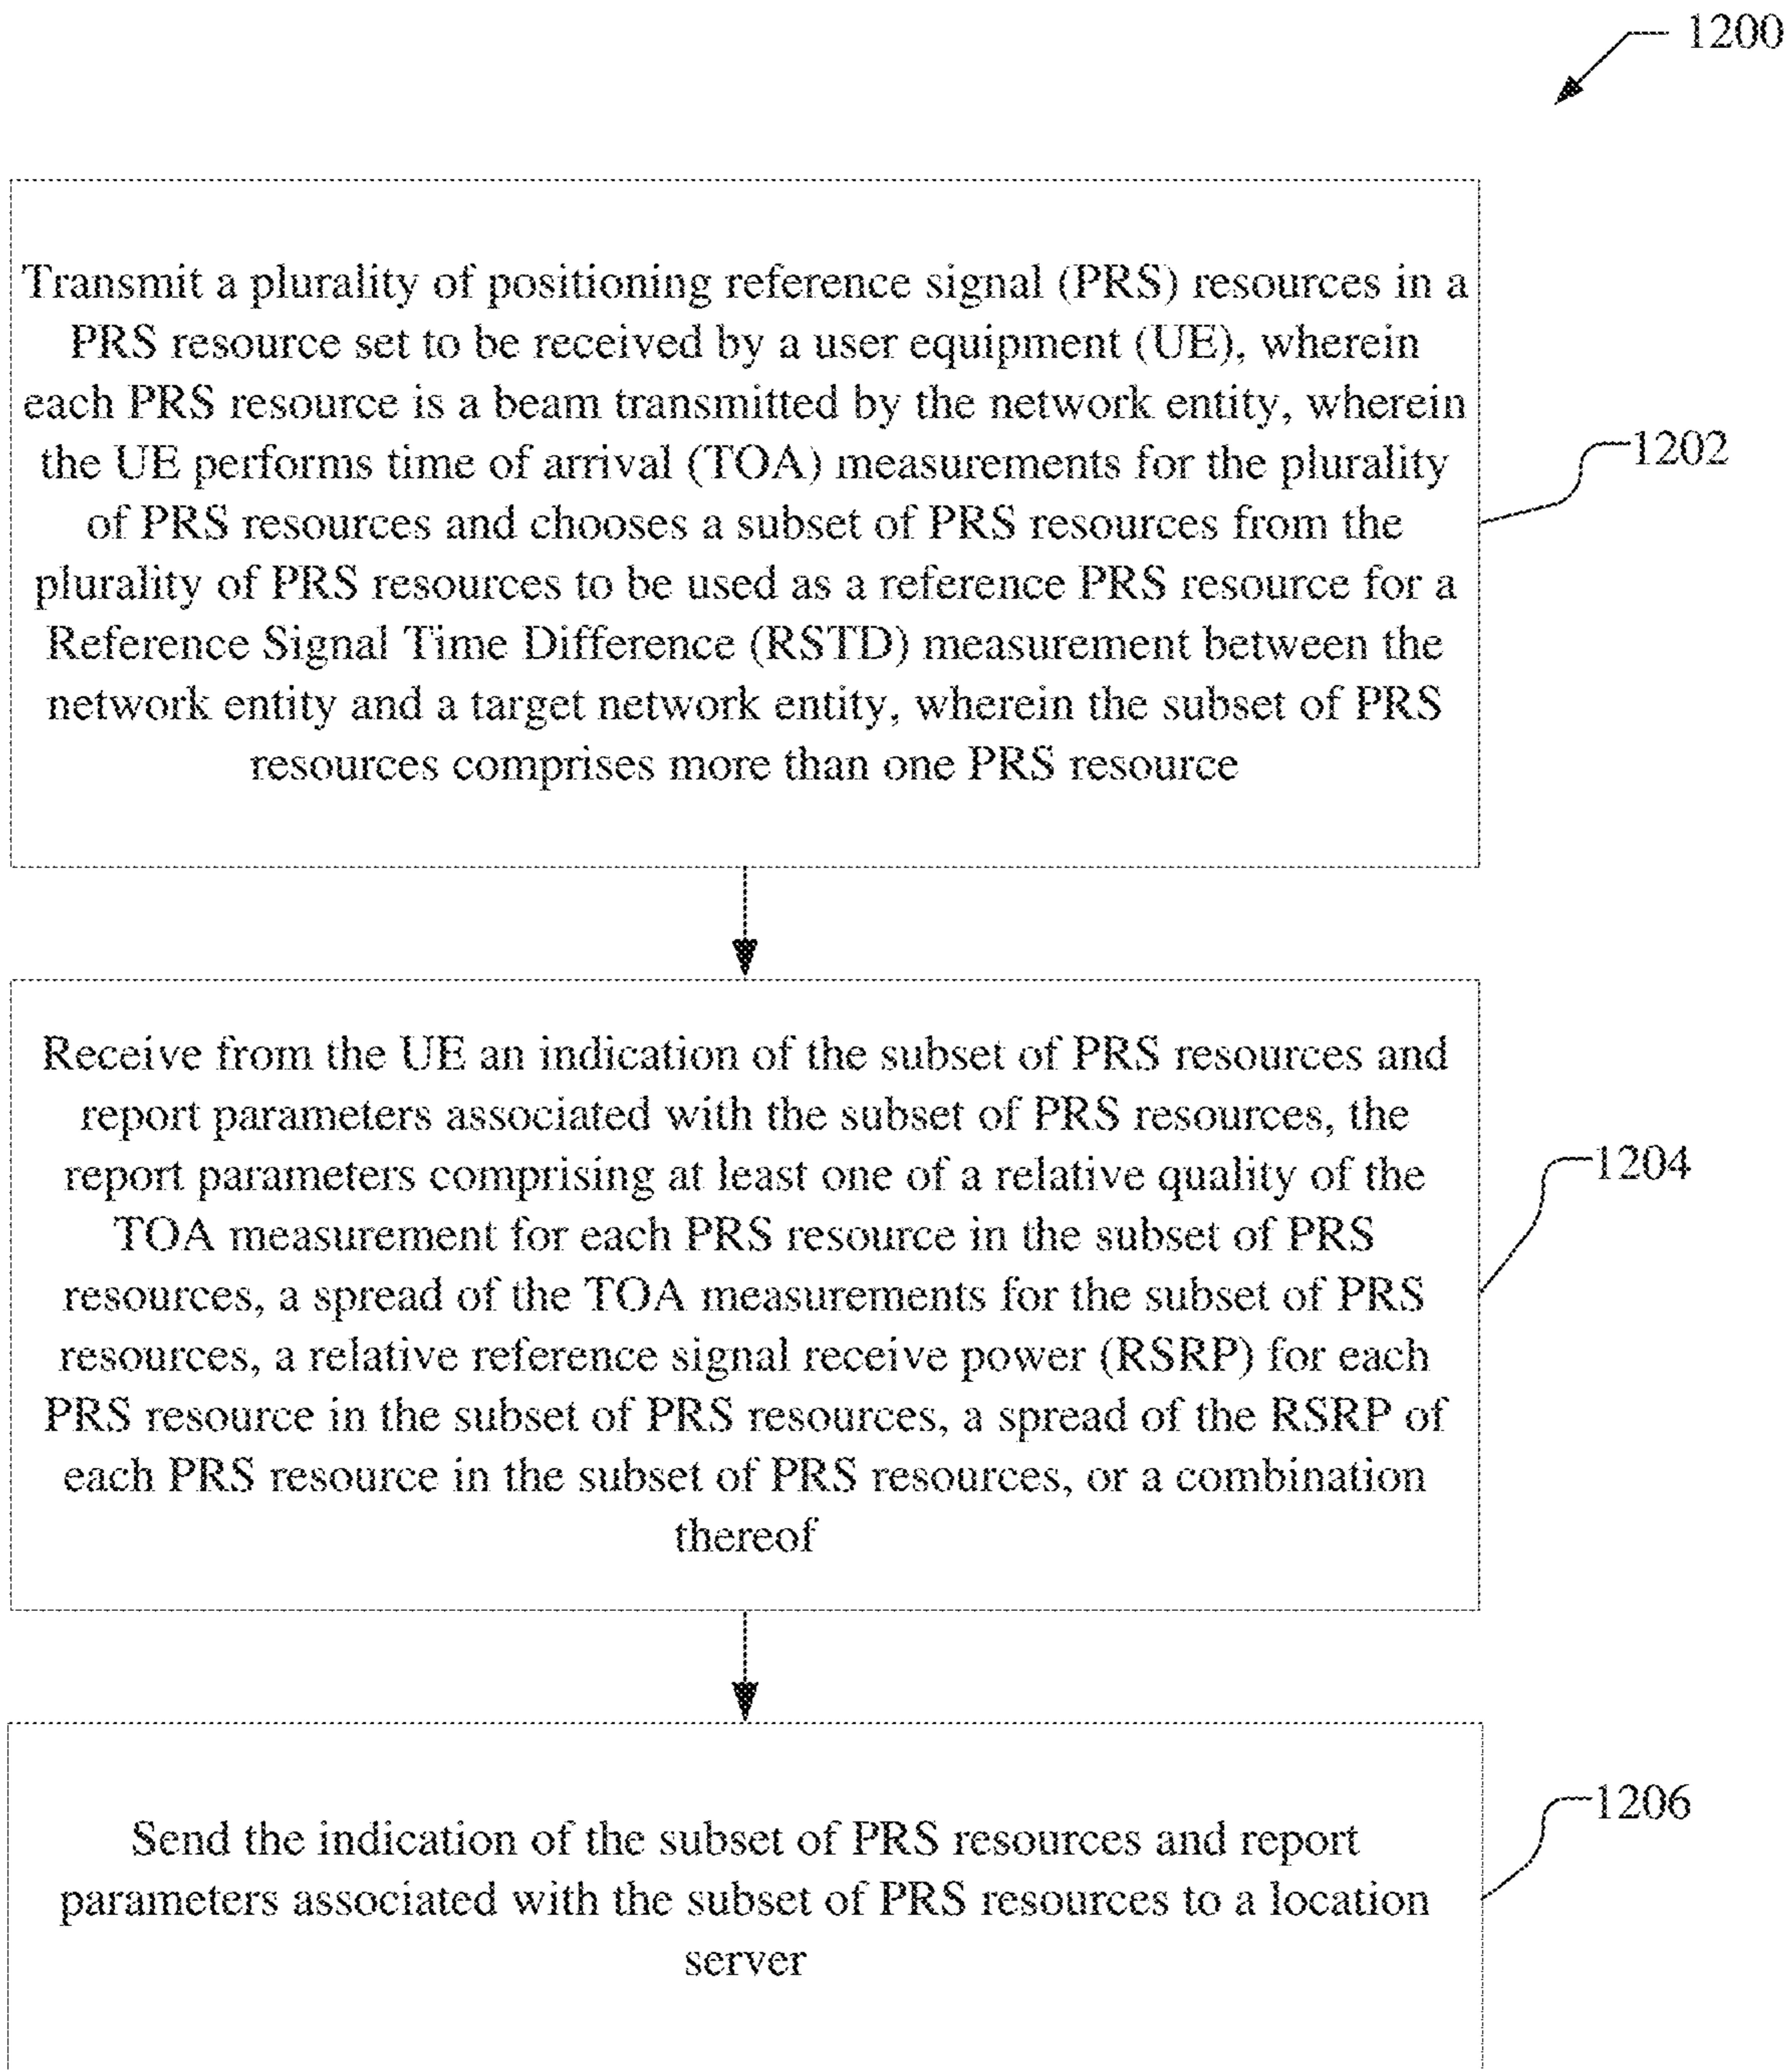 1200
Transmit a plurality of positioning reference signal (PRS) resources in a
PRS resource set to be received by a user equipment (UE), wherein
each PRS resource is a beam transmitted by the network entity, wherein
the UE performs time of arrival (TOA) measurements for the plurality
of PRS resources and chooses a subset of PRS resources from the
plurality of PRS resources to be used as a reference PRS resource for a
Reference Signal Time Difference (RSTD) measurement between the
network entity and a target network entity, wherein the subset of PRS
resources comprises more than one PRS resource
1202
Receive from the UE an indication of the subset of PRS resources and
report parameters associated with the subset of PRS resources, the
report parameters comprising at least one of a relative quality of the
TOA measurement for each PRS resource in the subset of PRS
resources, a spread of the TOA measurements for the subset of PRS
resources, a relative reference signal receive power (RSRP) for each
PRS resource in the subset of PRS resources, a spread of the RSRP of
each PRS resource in the subset of PRS resources, or a combination
thereof
1204
Send the indication of the subset of PRS resources and report
parameters associated with the subset of PRS resources to a location
server
1206